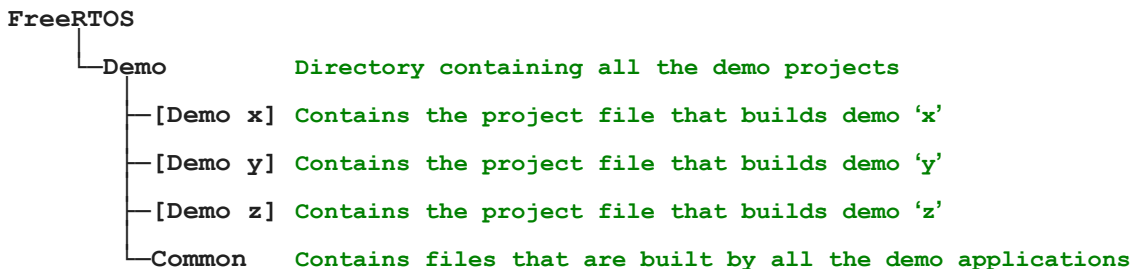 FreeRTOS
Demo Directory containing all the demo projects
[Demo x] Contains the project file that builds demo ‘x’
[Demo y] Contains the project file that builds demo ‘y’
[Demo z] Contains the project file that builds demo ‘z’
Common Contains files that are built by all the demo applications